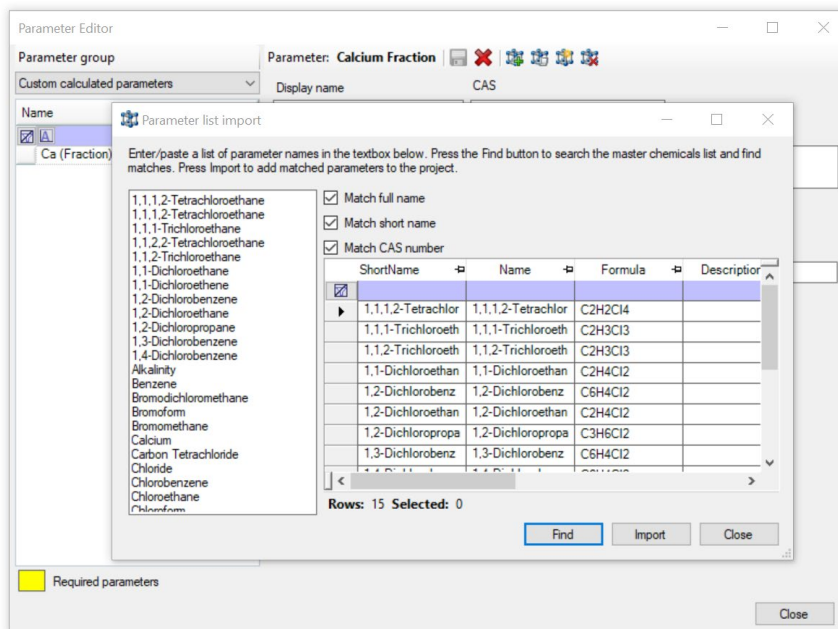 Parameter Editor
Parameter group
Parameter: Calcium Fraction
Custom calculated parameters
Display name
CAS
Name
A
Ca (Fraction)
Parameter list import
Enter/paste a list of parameter names in the textbox below. Press the Find button to search the master chemicals list and find
matches. Press Import to add matched parameters to the project.
1,1,1,2-Tetrachloroethane
1,1,1,2-Tetrachloroethane
1,1,1-Trichloroethane
1,1,2,2-Tetrachloroethane
1,1,2-Trichloroethane
1,1-Dichloroethane
1,1-Dichloroethene
1,2-Dichlorobenzene
1,2-Dichloroethane
1,2-Dichloropropane
1,3-Dichlorobenzene
1,4-Dichlorobenzene
Alkalinity
Benzene
Bromodichloromethane
Bromoform
Bromomethane
Calcium
Carbon Tetrachloride
Chloride
Chlorobenzene
Chloroethane
Chloroform
Match full name
Match short name
Match CAS number
ShortName Name Formula Description
1,1,1,2-Tetrachlor 1,1,1,2-Tetrachlor C2H2Cl4
1,1,1-Trichloroeth 1,1,1-Trichloroeth C2H3Cl3
1,1,2-Trichloroeth 1,1,2-Trichloroeth C2H3Cl3
1,1-Dichloroethan 1,1-Dichloroethan C2H4Cl2
1,2-Dichlorobenz 1,2-Dichlorobenz C6H4Cl2
1,2-Dichloroethan 1,2-Dichloroethan C2H4Cl2
1,2-Dichloropropa 1,2-Dichloropropa C3H6Cl2
1,3-Dichlorobenz 1,3-Dichlorobenz C6H4Cl2
Rows: 15 Selected: 0
Find
Import
Close
Required parameters
Close